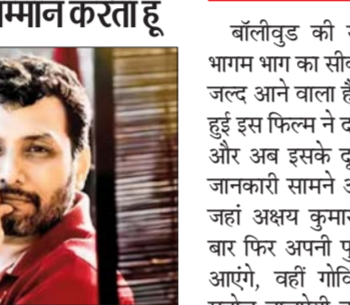 म्मान करता हूं
बॉलीवुड की
भागम भाग का
जल्द आने वाला
हुई इस फिल्म ने
और अब इसके
जानकारी सामने
जहां अक्षय कुमार
बार फिर अपनी
आएंगे, वहीं